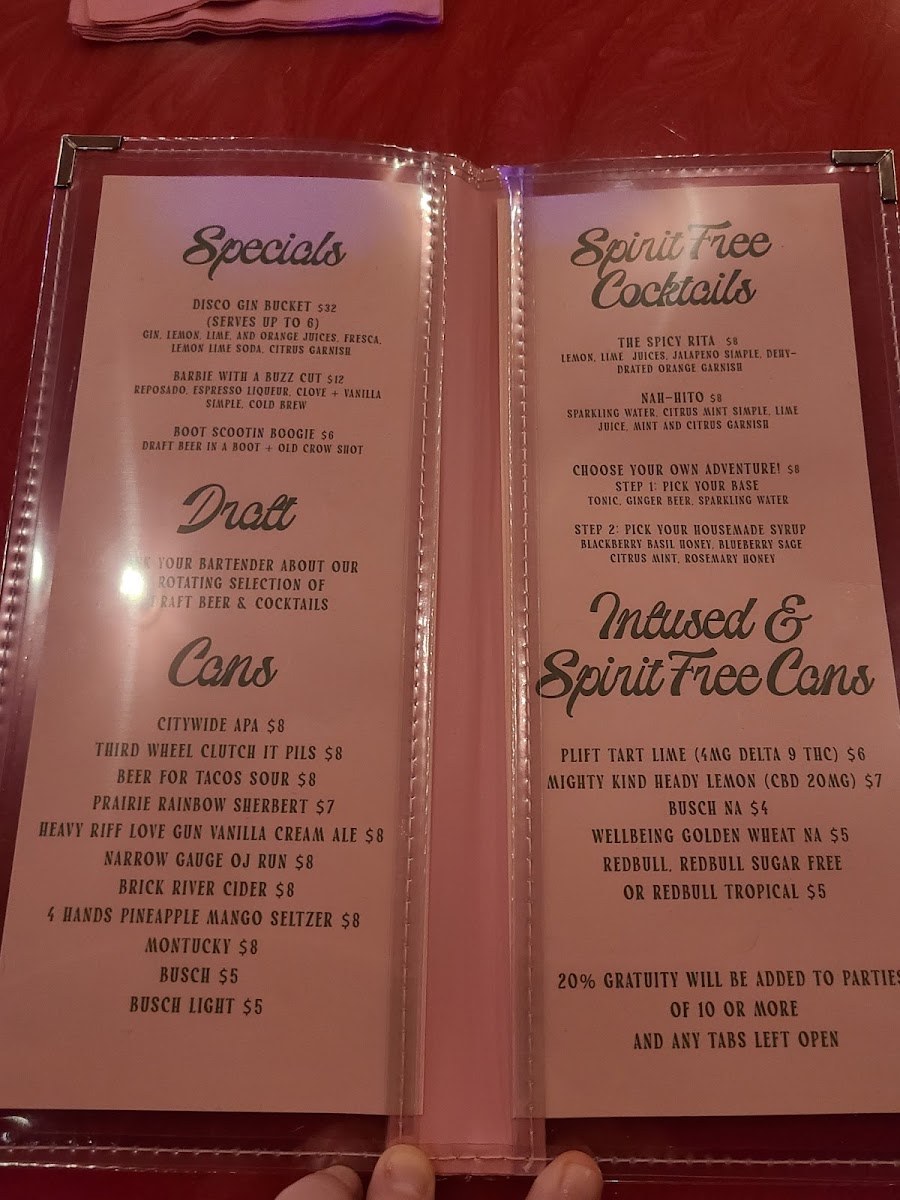 Specials
DISCO GIN BUCKET $32
(SERVES UP TO 6)
GIN, LEMON, LIME, AND ORANGE JUICES, FRESCA,
LEMON LIME SODA, CITRUS GARNISH
BARBIE WITH A BUZZ CUT $12
REPOSADO, ESPRESSO LIQUEUR, CLOVE + VANILLA
SIMPLE, COLD BREW
BOOT SCOOTIN BOOGIE $6
DRAFT BEER IN A BOOT + OLD CROW SHOT
Draft
YOUR BARTENDER ABOUT OUR
ROTATING SELECTION OF
DRAFT BEER & COCKTAILS
Cans
CITYWIDE APA $8
THIRD WHEEL CLUTCH IT PILS $8
BEER FOR TACOS SOUR $8
PRAIRIE RAINBOW SHERBERT $7
HEAVY RIFF LOVE GUN VANILLA CREAM ALE $8
NARROW GAUGE OJ RUN $8
BRICK RIVER CIDER $8
4 HANDS PINEAPPLE MANGO SELTZER $8
MONTUCKY $8
BUSCH $5
BUSCH LIGHT $5
Spirit Free
Cocktails
THE SPICY RITA $8
LEMON, LIME JUICES, JALAPENO SIMPLE, DEHY-
DRATED ORANGE GARNISH
NAH-HITO $8
SPARKLING WATER, CITRUS MINT SIMPLE, LIME
JUICE, MINT AND CITRUS GARNISH
CHOOSE YOUR OWN ADVENTURE! $8
STEP 1: PICK YOUR BASE
TONIC, GINGER BEER, SPARKLING WATER
STEP 2: PICK YOUR HOUSEMADE SYRUP
BLACKBERRY BASIL HONEY, BLUEBERRY SAGE
CITRUS MINT, ROSEMARY HONEY
Infused &
Spirit Free Cans
PLIFT TART LIME (4MG DELTA 9 THC) $6
MIGHTY KIND HEADY LEMON (CBD 20MG) $7
BUSCH NA $4
WELLBEING GOLDEN WHEAT NA $5
REDBULL, REDBULL SUGAR FREE
OR REDBULL TROPICAL $5
20% GRATUITY WILL BE ADDED TO PARTIES
OF 10 OR MORE
AND ANY TABS LEFT OPEN